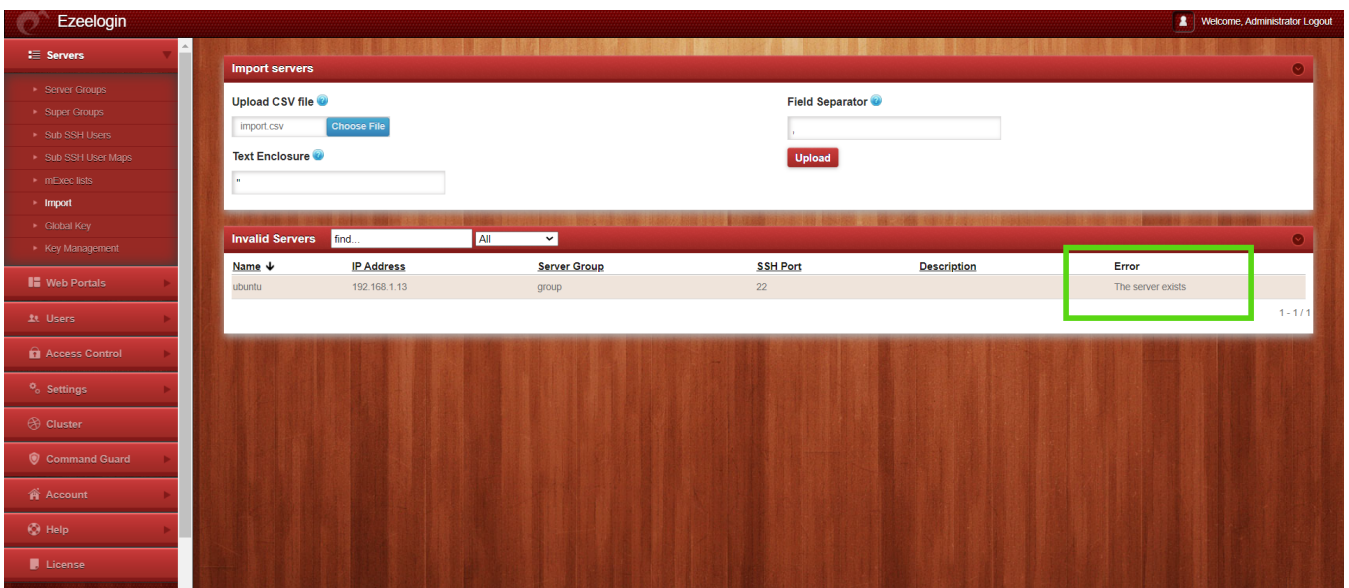 Ezeelogin
Welcome, Administrator Logout
Servers
Server Groups
Super Groups
Sub SSH Users
Sub SSH User Maps
mExec lists
Import
Global Key
Key Management
Web Portals
Users
Access Control
Settings
Cluster
Command Guard
Account
Help
License
Import servers
Upload CSV file ?
import.csv Choose File
Text Enclosure ?
"
Field Separator ?
,
Upload
Invalid Servers find... All
Name IP Address Server Group SSH Port Description Error
ubuntu 192.168.1.13 group 22 The server exists
1 - 1 / 1